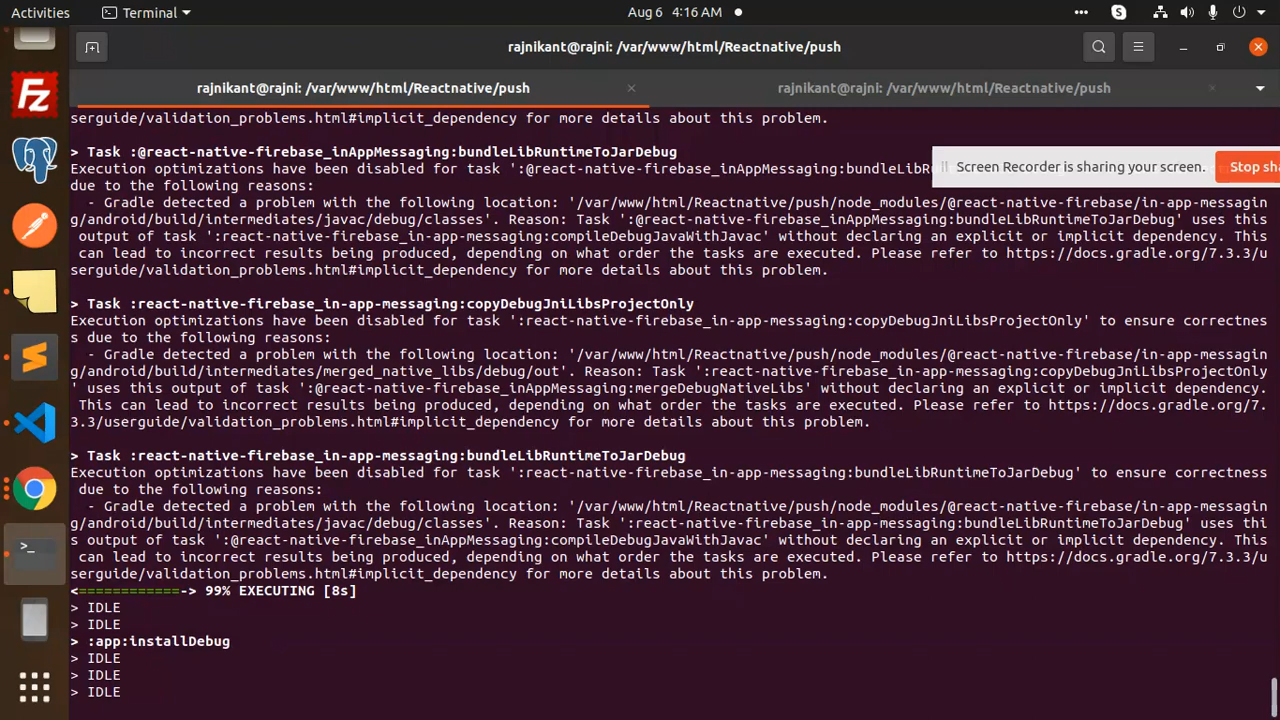 Activities
Terminal
Aug 6 4:16 AM
rajnikant@rajni: /var/www/html/Reactnative/push
rajnikant@rajni: /var/www/html/Reactnative/push
rajnikant@rajni: /var/www/html/Reactnative/push
serguide/validation_problems.html#implicit_dependency for more details about this problem.
> Task :@react-native-firebase_inAppMessaging:bundleLibRuntimeToJarDebug
Execution optimizations have been disabled for task ':@react-native-firebase_inAppMessaging:bundleLibR
Screen Recorder is sharing your screen.
Stop sha
due to the following reasons:
- Gradle detected a problem with the following location: '/var/www/html/Reactnative/push/node_modules/@react-native-firebase/in-app-messagin
g/android/build/intermediates/javac/debug/classs'. Reason: Task ':@react-native-firebase_inAppMessaging:bundleLibRuntimeToJarDebug' uses this
output of task ':react-native-firebase_in-app-messaging:compileDebugJavaWithJavac' without declaring an explicit or implicit dependency. This
can lead to incorrect results being produced, depending on what order the tasks are executed. Please refer to https://docs.gradle.org/7.3.3/u
serguide/validation_problems.html#implicit_dependency for more details about this problem.
> Task :react-native-firebase_in-app-messaging:copyDebugJniLibsProjectOnly
Execution optimizations have been disabled for task ':react-native-firebase_in-app-messaging:copyDebugJniLibsProjectOnly' to ensure correctnes
s due to the following reasons:
- Gradle detected a problem with the following location: '/var/www/html/Reactnative/push/node_modules/@react-native-firebase/in-app-messagin
g/android/build/intermediates/merged_native_libs/debug/out'. Reason: Task ':react-native-firebase_in-app-messaging:copyDebugJniLibsProjectOnly
' uses this output of task ':@react-native-firebase_inAppMessaging:mergeDebugNativeLibs' without declaring an explicit or implicit dependency.
This can lead to incorrect results being produced, depending on what order the tasks are executed. Please refer to https://docs.gradle.org/7.
3.3/userguide/validation_problems.html#implicit_dependency for more details about this problem.
> Task :react-native-firebase_in-app-messaging:bundleLibRuntimeToJarDebug
Execution optimizations have been disabled for task ':react-native-firebase_in-app-messaging:bundleLibRuntimeToJarDebug' to ensure correctness
due to the following reasons:
- Gradle detected a problem with the following location: '/var/www/html/Reactnative/push/node_modules/@react-native-firebase/in-app-messagin
g/android/build/intermediates/javac/debug/classes'. Reason: Task ':react-native-firebase_in-app-messaging:bundleLibRuntimeToJarDebug' uses thi
s output of task ':@react-native-firebase_inAppMessaging:compileDebugJavaWithJavac' without declaring an explicit or implicit dependency. This
can lead to incorrect results being produced, depending on what order the tasks are executed. Please refer to https://docs.gradle.org/7.3.3/u
serguide/validation_problems.html#implicit_dependency for more details about this problem.
<============-> 99% EXECUTING [8s]
> IDLE
> IDLE
> :app:installDebug
> IDLE
> IDLE
> IDLE